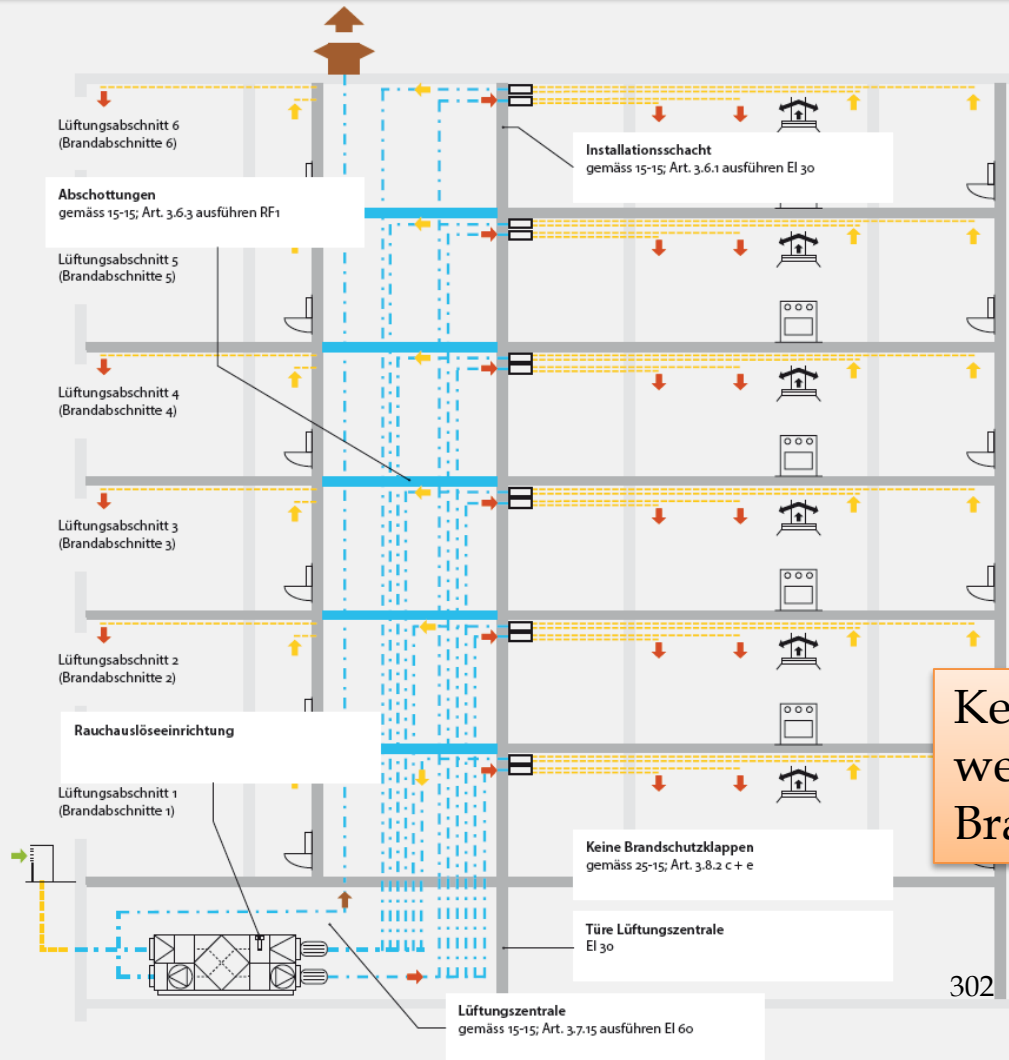 Lüftungsabschnitt 6
(Brandabschnitte 6)
Installationsschacht
gemäss 15-15; Art. 3.6.1 ausführen EI 30
Abschottungen
gemäss 15-15; Art. 3.6.3 ausführen RF1
Lüftungsabschnitt 5
(Brandabschnitte 5)
Lüftungsabschnitt 4
(Brandabschnitte 4)
Lüftungsabschnitt 3
(Brandabschnitte 3)
Lüftungsabschnitt 2
(Brandabschnitte 2)
Rauchauslöseeinrichtung
Ke
we
Bra
Lüftungsabschnitt 1
(Brandabschnitte 1)
Keine Brandschutzklappen
gemäss 25-15; Art. 3.8.2 c + e
Türe Lüftungszentrale
EI 30
302
Lüftungszentrale
gemäss 15-15; Art. 3.7.15 ausführen EI 60